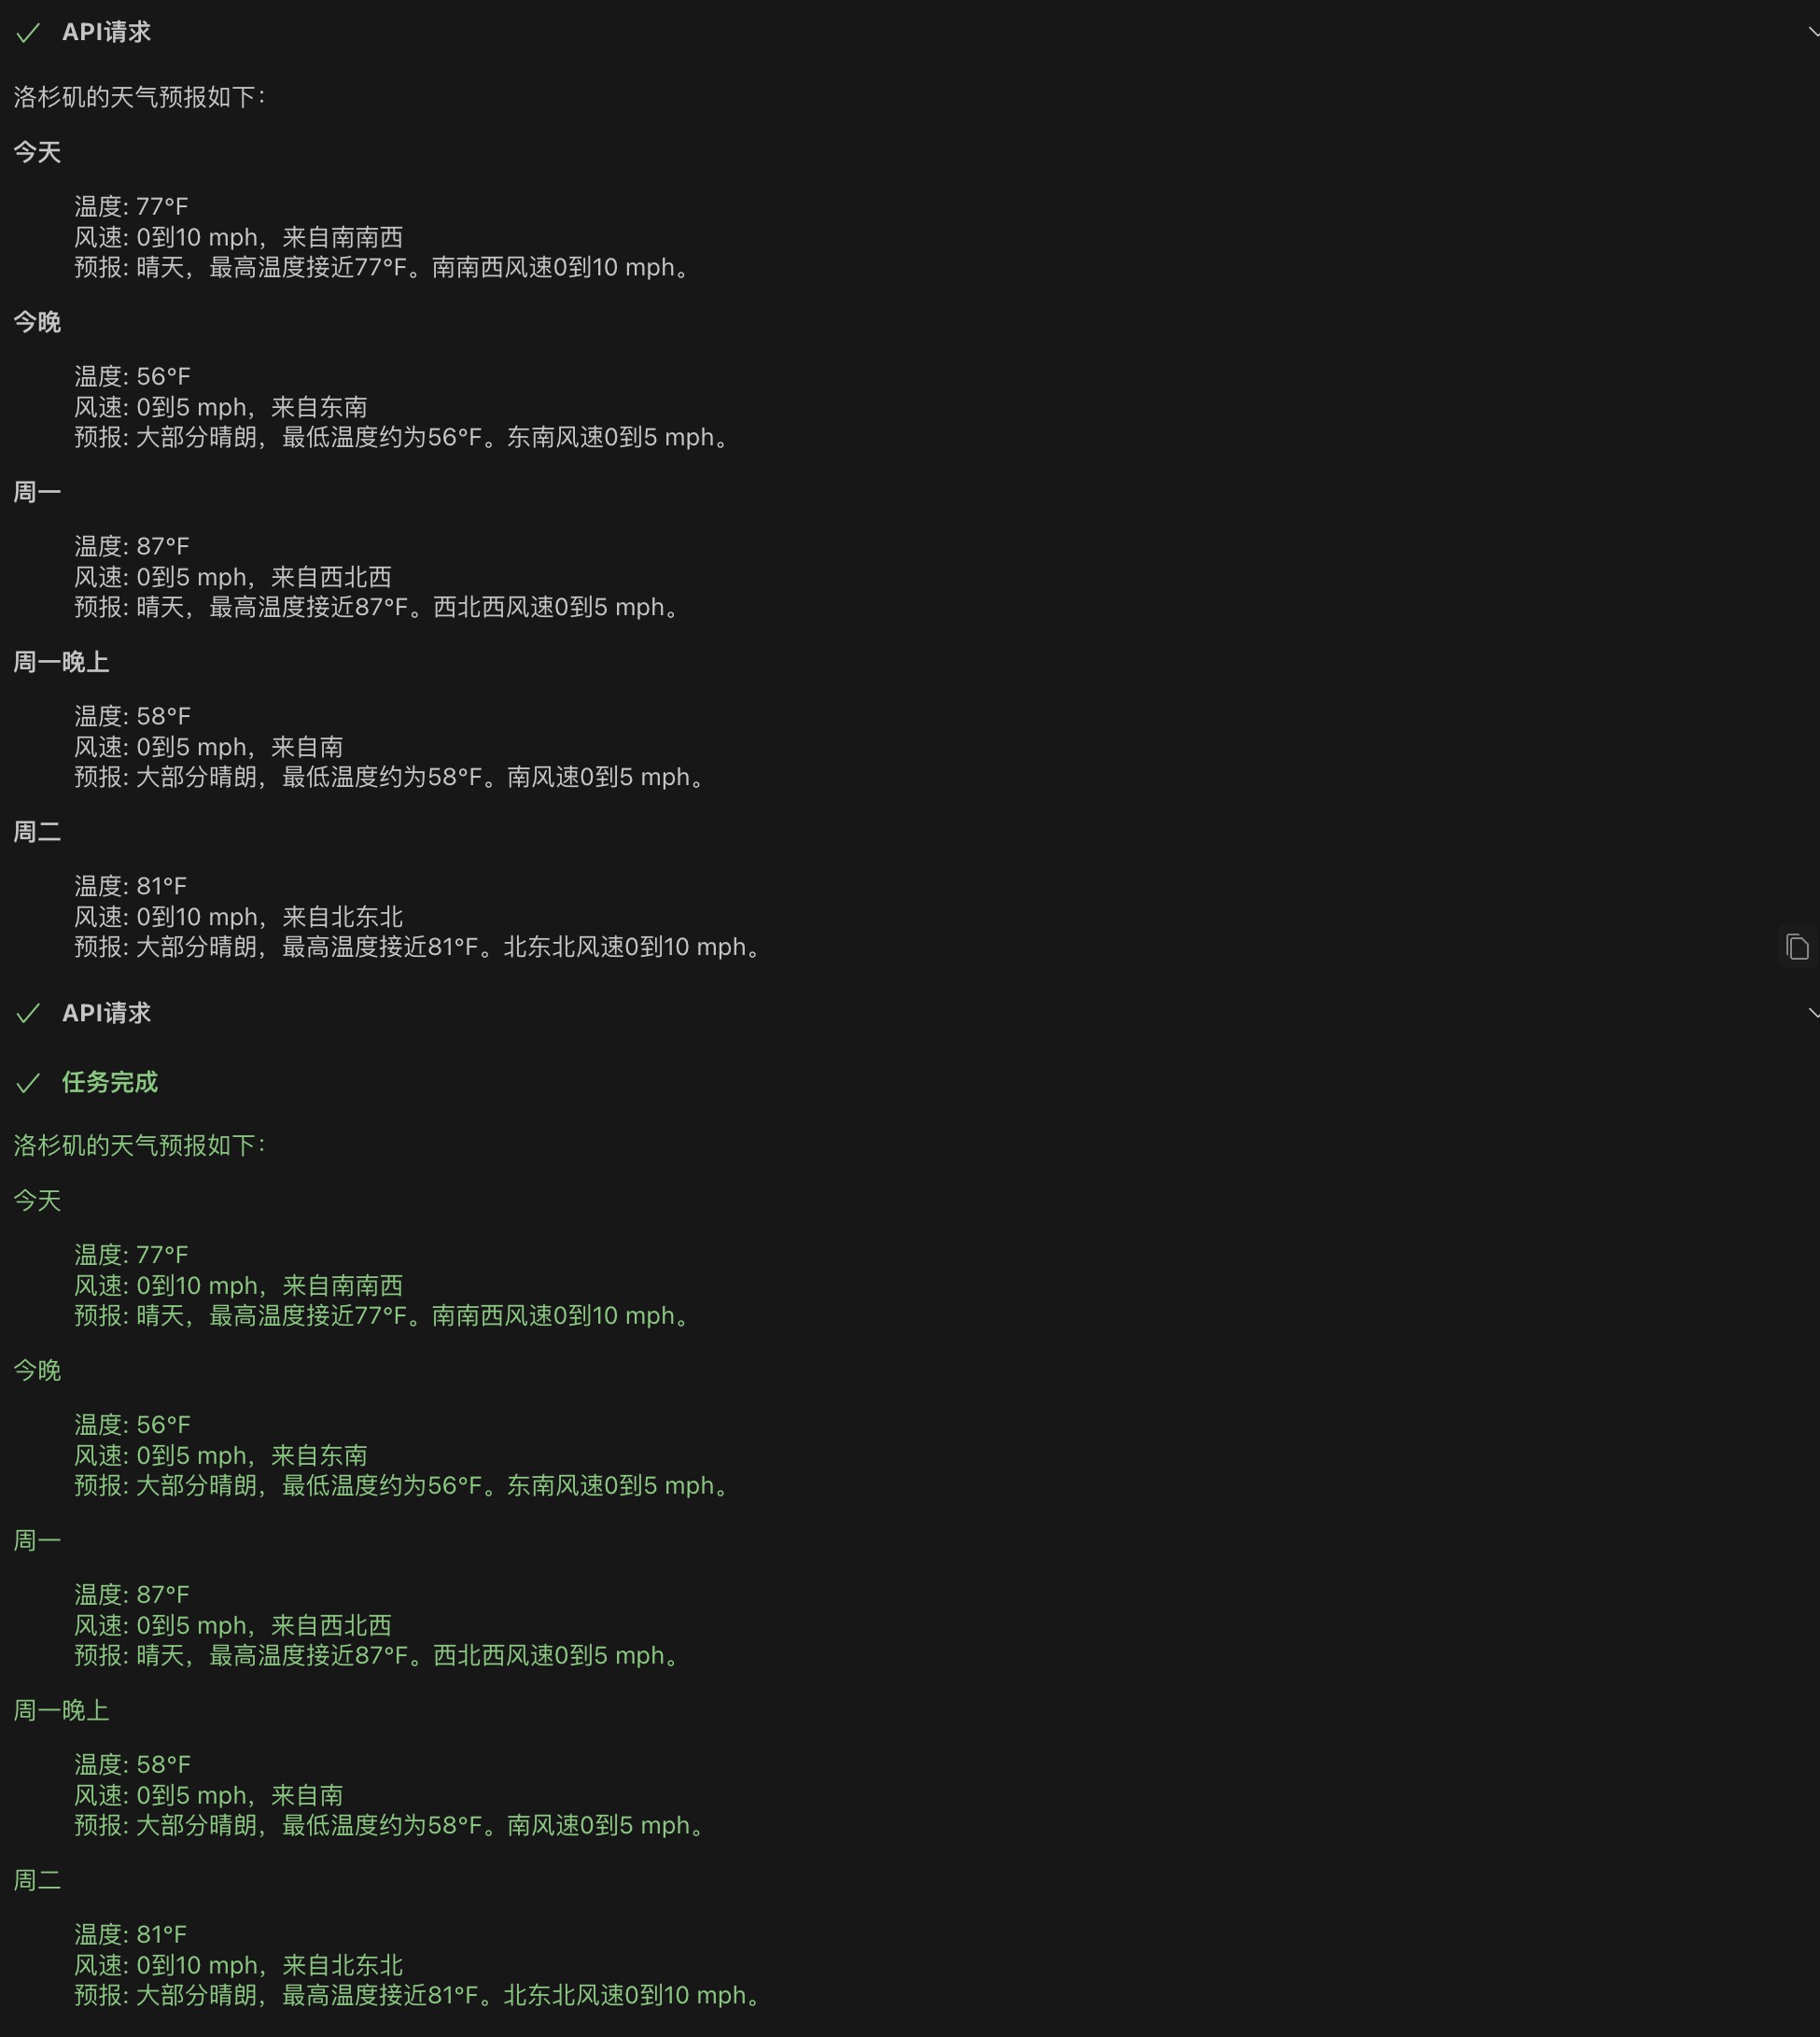 API请求
洛杉矶的天气预报如下：
今天
温度: 77°F
风速: 0到10 mph，来自南南西
预报: 晴天，最高温度接近77°F。南南西风速0到10 mph。
今晚
温度: 56°F
风速: 0到5 mph，来自东南
预报: 大部分晴朗，最低温度约为56°F。东南风速0到5 mph。
周一
温度: 87°F
风速: 0到5 mph，来自西北西
预报: 晴天，最高温度接近87°F。西北西风速0到5 mph。
周一晚上
温度: 58°F
风速: 0到5 mph，来自南
预报: 大部分晴朗，最低温度约为58°F。南风速0到5 mph。
周二
温度: 81°F
风速: 0到10 mph，来自北东北
预报: 大部分晴朗，最高温度接近81°F。北东北风速0到10 mph。
API请求
任务完成
洛杉矶的天气预报如下：
今天
温度: 77°F
风速: 0到10 mph，来自南南西
预报: 晴天，最高温度接近77°F。南南西风速0到10 mph。
今晚
温度: 56°F
风速: 0到5 mph，来自东南
预报: 大部分晴朗，最低温度约为56°F。东南风速0到5 mph。
周一
温度: 87°F
风速: 0到5 mph，来自西北西
预报: 晴天，最高温度接近87°F。西北西风速0到5 mph。
周一晚上
温度: 58°F
风速: 0到5 mph，来自南
预报: 大部分晴朗，最低温度约为58°F。南风速0到5 mph。
周二
温度: 81°F
风速: 0到10 mph，来自北东北
预报: 大部分晴朗，最高温度接近81°F。北东北风速0到10 mph。